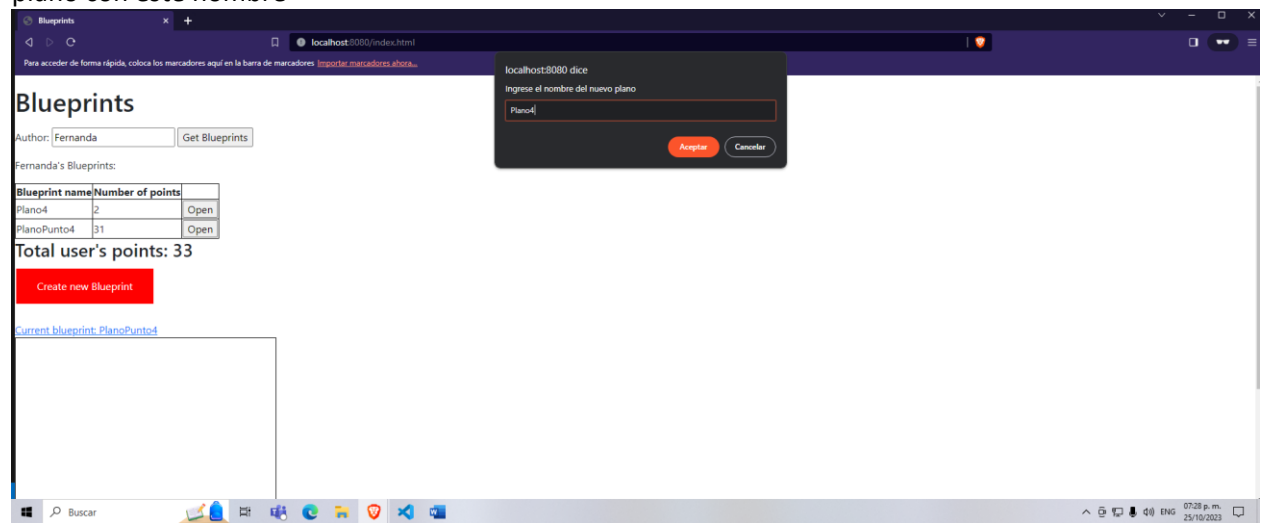 plano con este nombre
Blueprints
localhost:8080/index.html
Para acceder de forma rápida, coloca los marcadores aquí en la barra de marcadores Importar marcadores ahora...
localhost:8080 dice
Ingrese el nombre del nuevo plano
Plano4
Aceptar Cancelar
Blueprints
Author: Fernanda Get Blueprints
Fernanda's Blueprints:
Blueprint name Number of points
Plano4 2 Open
PlanoPunto4 31 Open
Total user's points: 33
Create new Blueprint
Current blueprint: PlanoPunto4
Buscar
ENG 07:28 p. m.
25/10/2023